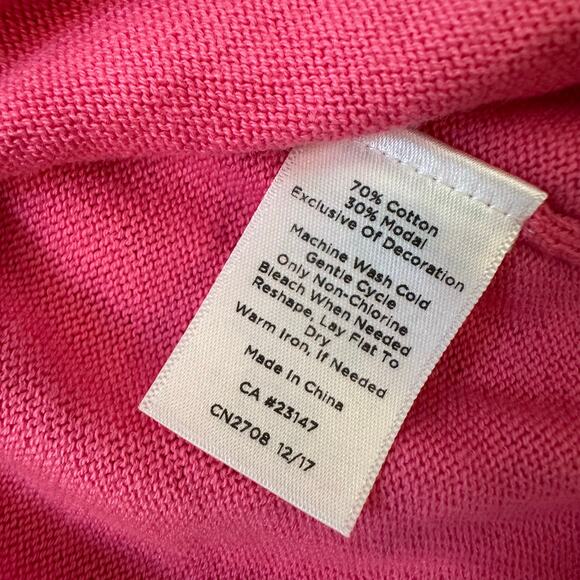 70% Cotton
30% Modal
Exclusive Of Decoration
Machine Wash Cold
Gentle Cycle
Only Non-Chlorine
Bleach When Needed
Reshape, Lay Flat To
Dry
Warm Iron, If Needed
Made In China
CA #23147
CN2708 12/17